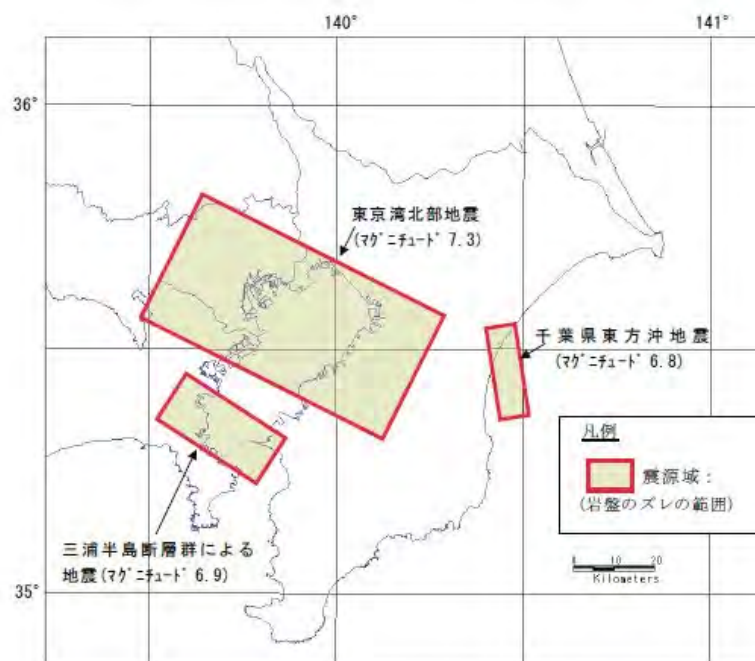 140°
141°
36°
東京湾北部地震
(マグニチュード 7.3)
千葉県東方沖地震
(マグニチュード 6.8)
凡例
震源域：
(岩盤のズレの範囲)
三浦半島断層群による
地震(マグニチュード 6.9)
0 10 20
Kilometers
35°